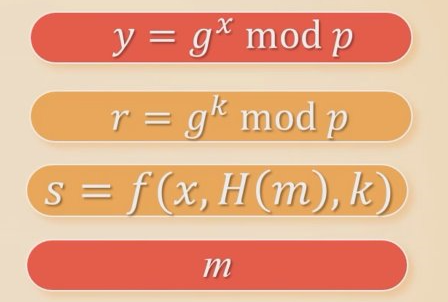 y = g^x mod p
r = g^k mod p
s = f(x, H(m), k)
m